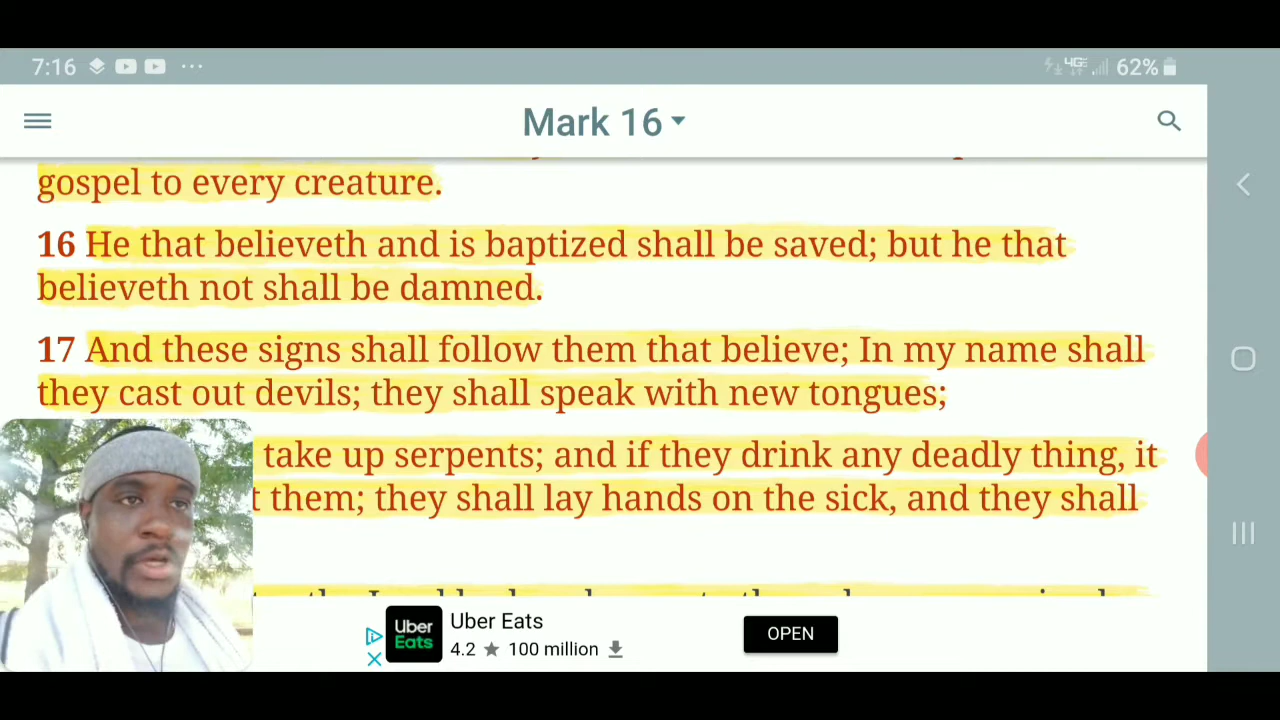 7:16
4G
62%
Mark 16
gospel to every creature.
16 He that believeth and is baptized shall be saved; but he that
believeth not shall be damned.
17 And these signs shall follow them that believe; In my name shall
they cast out devils; they shall speak with new tongues;
take up serpents; and if they drink any deadly thing, it
t them; they shall lay hands on the sick, and they shall
Uber Eats
Uber Eats
4.2 ★ 100 million
OPEN